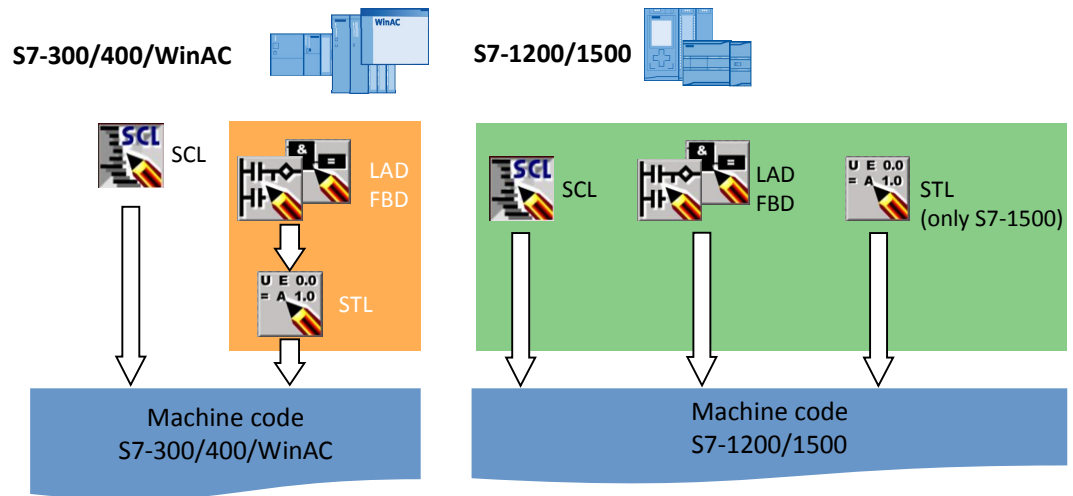 WinAC
S7-300/400/WinAC
S7-1200/1500
SCL
SCL
&
=
LAD
FBD
U E 0.0
= A 1.0
STL
SCL
SCL
&
=
LAD
FBD
U E 0.0
= A 1.0
STL
(only S7-1500)
Machine code
S7-300/400/WinAC
Machine code
S7-1200/1500